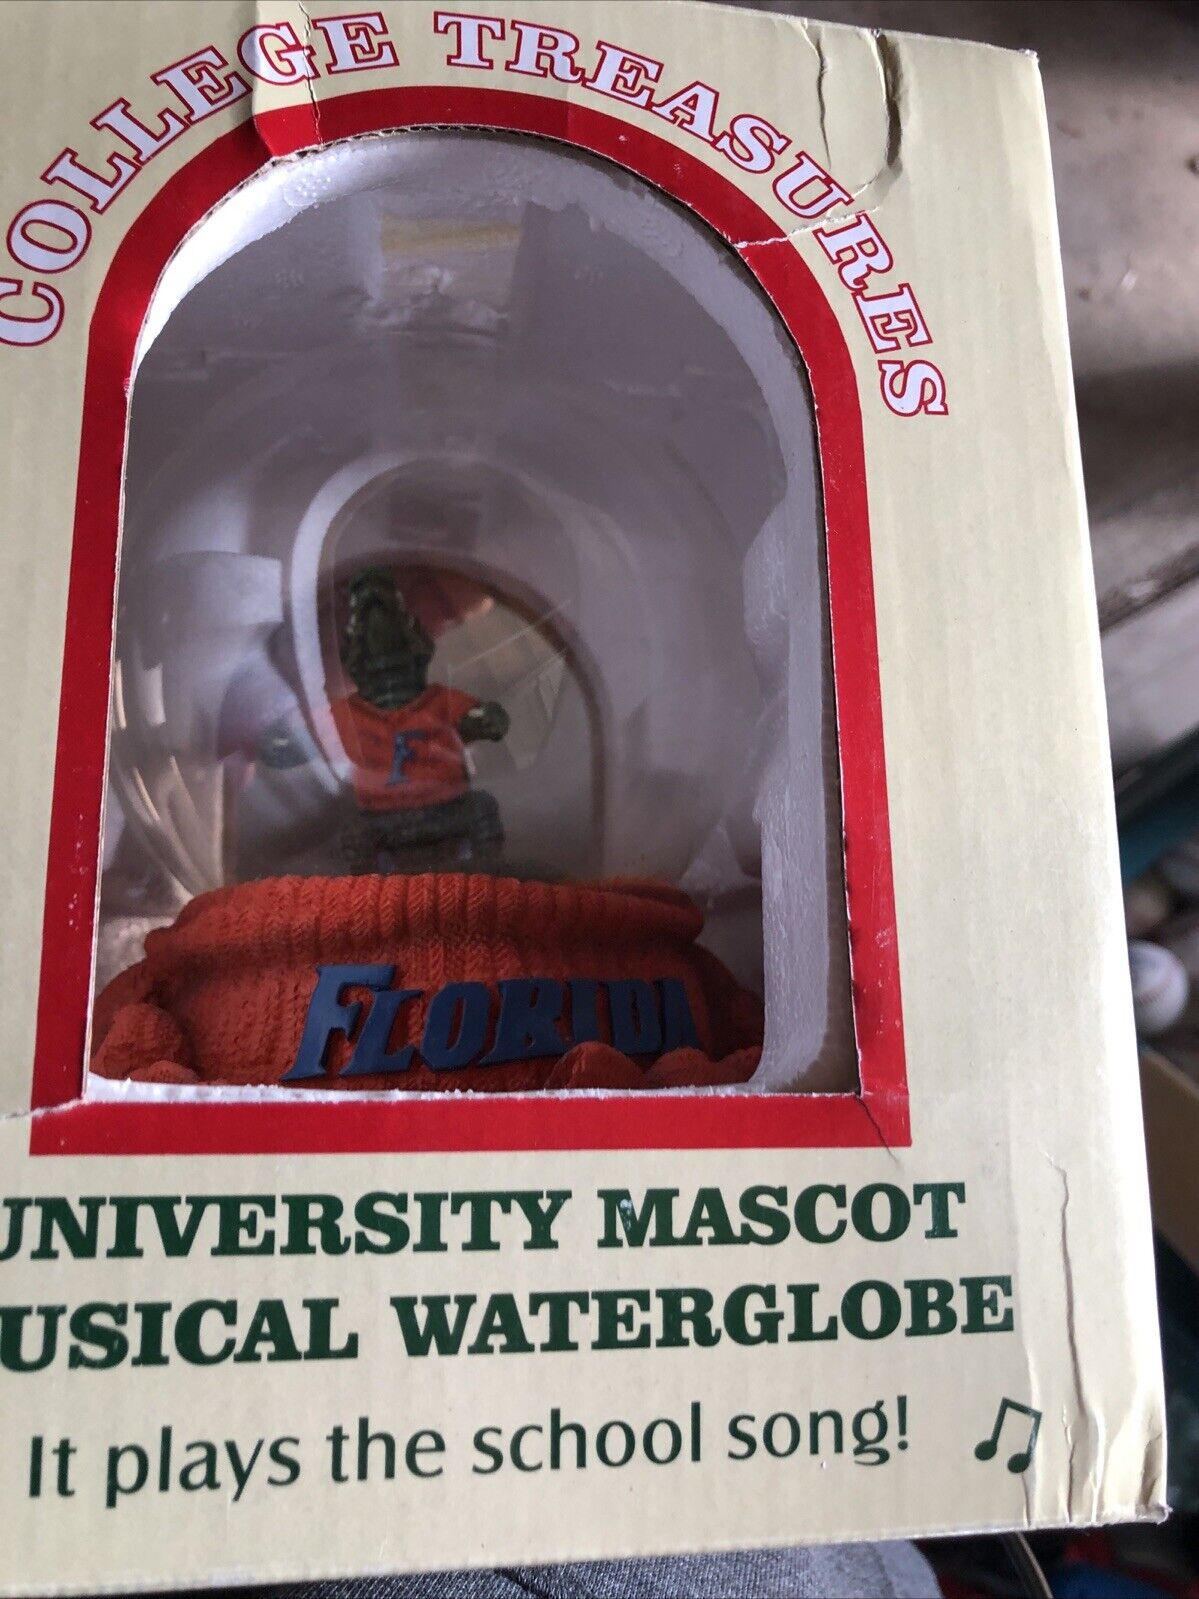 COLLEGE TREASURES
F
FLORIDA
UNIVERSITY MASCOT
USICAL WATERGLOBE
It plays the school song!